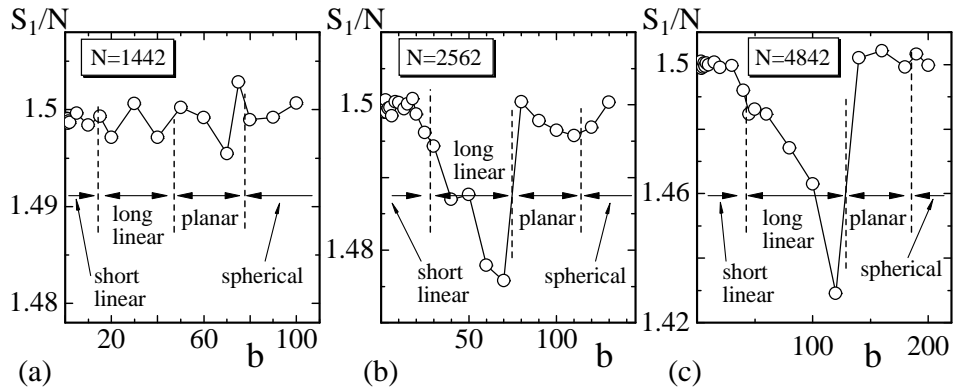 S₁/N
N=1442
1.5
1.49
1.48
long
linear
planar
short
linear
spherical
20
60
100
b
(a)
S₁/N
N=2562
1.5
1.48
long
linear
planar
short
linear
spherical
50
100
b
(b)
S₁/N
N=4842
1.5
1.46
1.42
long
linear
planar
short
linear
spherical
100
200
b
(c)